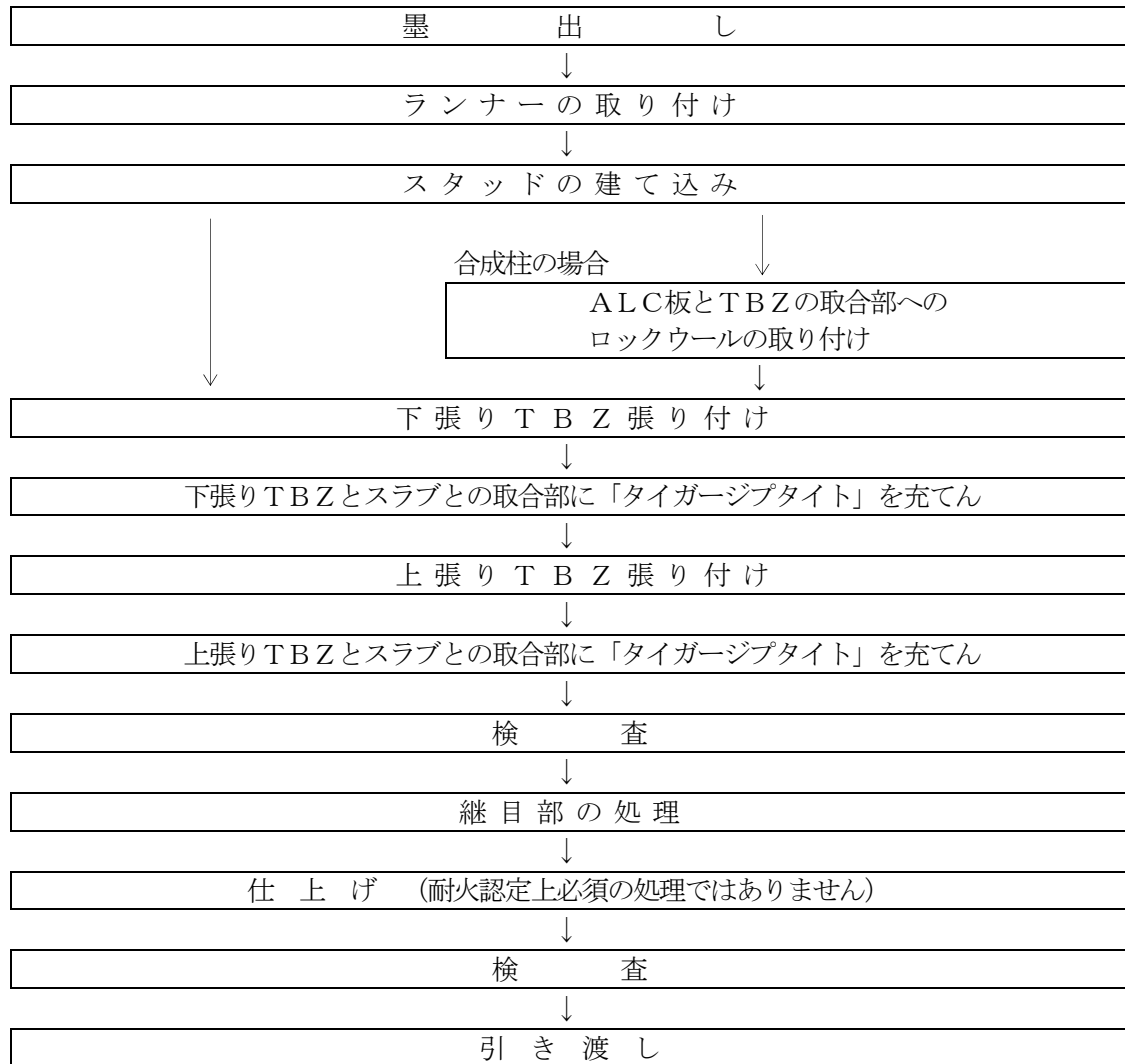 墨出し
↓
ランナーの取り付け
↓
スタッドの建て込み
合成柱の場合
ALC板とTBZの取合部への
ロックウールの取り付け
↓
下張りTBZ張り付け
↓
下張りTBZとスラブとの取合部に「タイガージプタイト」を充てん
↓
上張りTBZ張り付け
↓
上張りTBZとスラブとの取合部に「タイガージプタイト」を充てん
↓
検査
↓
継目部の処理
↓
仕上げ (耐火認定上必須の処理ではありません)
↓
検査
↓
引き渡し